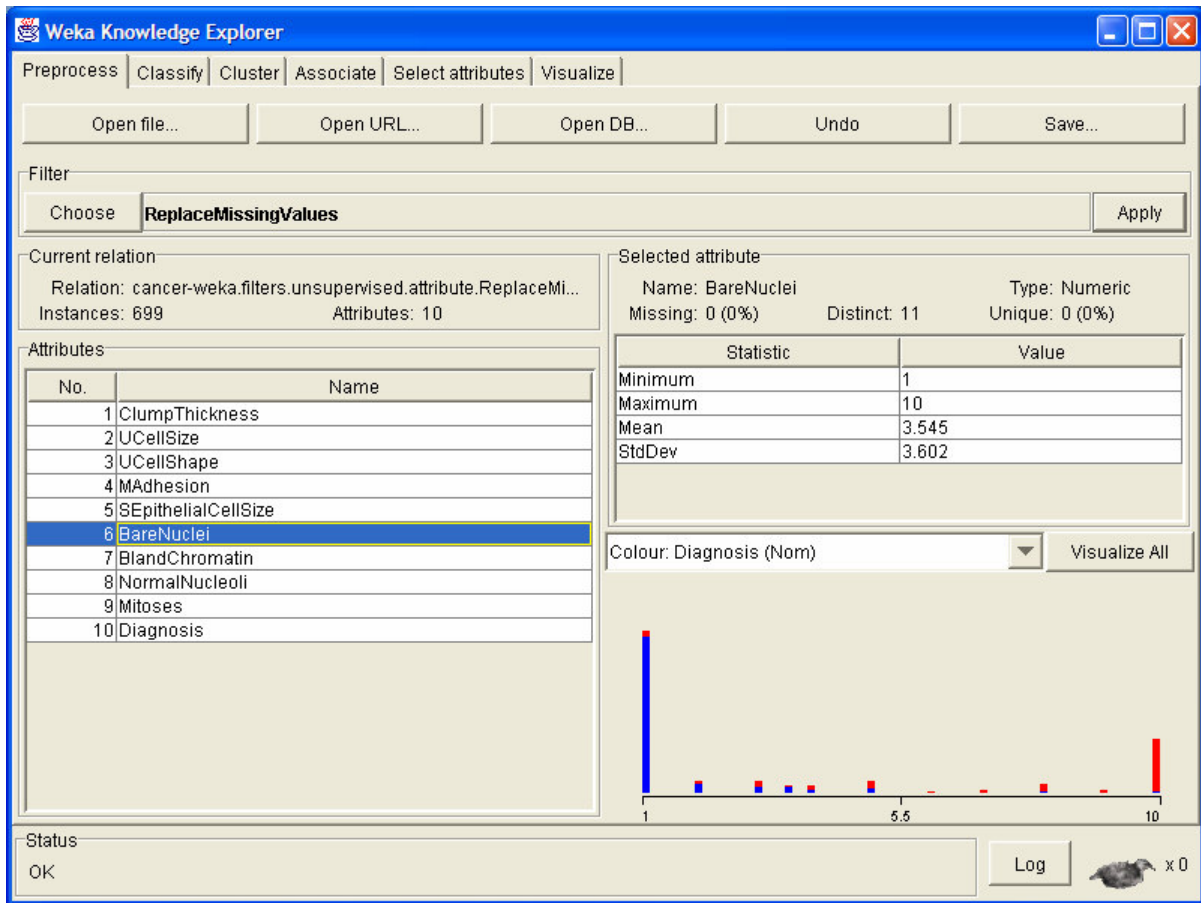 Weka Knowledge Explorer
Preprocess Classify Cluster Associate Select attributes Visualize
Open file... Open URL... Open DB... Undo Save...
Filter
Choose ReplaceMissingValues Apply
Current relation
Relation: cancer-weka.filters.unsupervised.attribute.ReplaceMi...
Instances: 699 Attributes: 10
Attributes
No. Name
1 ClumpThickness
2 UCellSize
3 UCellShape
4 MAdhesion
5 SEpithelialCellSize
6 BareNuclei
7 BlandChromatin
8 NormalNucleoli
9 Mitoses
10 Diagnosis
Selected attribute
Name: BareNuclei Type: Numeric
Missing: 0 (0%) Distinct: 11 Unique: 0 (0%)
Statistic Value
Minimum 1
Maximum 10
Mean 3.545
StdDev 3.602
Colour: Diagnosis (Nom) Visualize All
1 5.5 10
Status
OK Log x 0